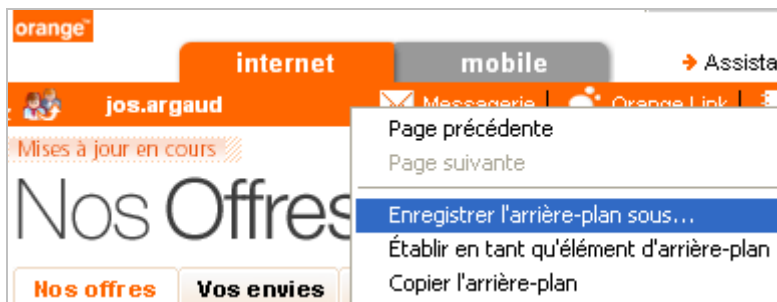 orange™
internet mobile Assista
jos.argaud Messagerie Orange Link
Mises à jour en cours
Nos Offres
Nos offres Vos envies
Page précédente
Page suivante
Enregistrer l'arrière-plan sous...
Établir en tant qu'élément d'arrière-plan
Copier l'arrière-plan